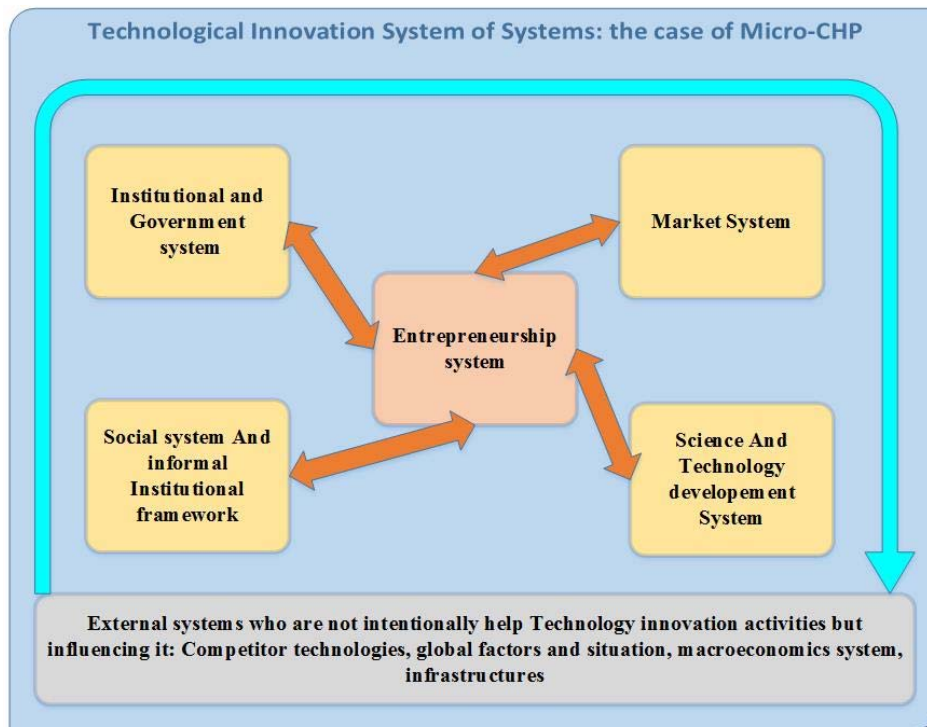 Technological Innovation System of Systems: the case of Micro-CHP
Institutional and
Government
system
Market System
Entrepreneurship
system
Social system And
informal
Institutional
framework
Science And
Technology
developement
System
External systems who are not intentionally help Technology innovation activities but
influencing it: Competitor technologies, global factors and situation, macroeconomics system,
infrastructures